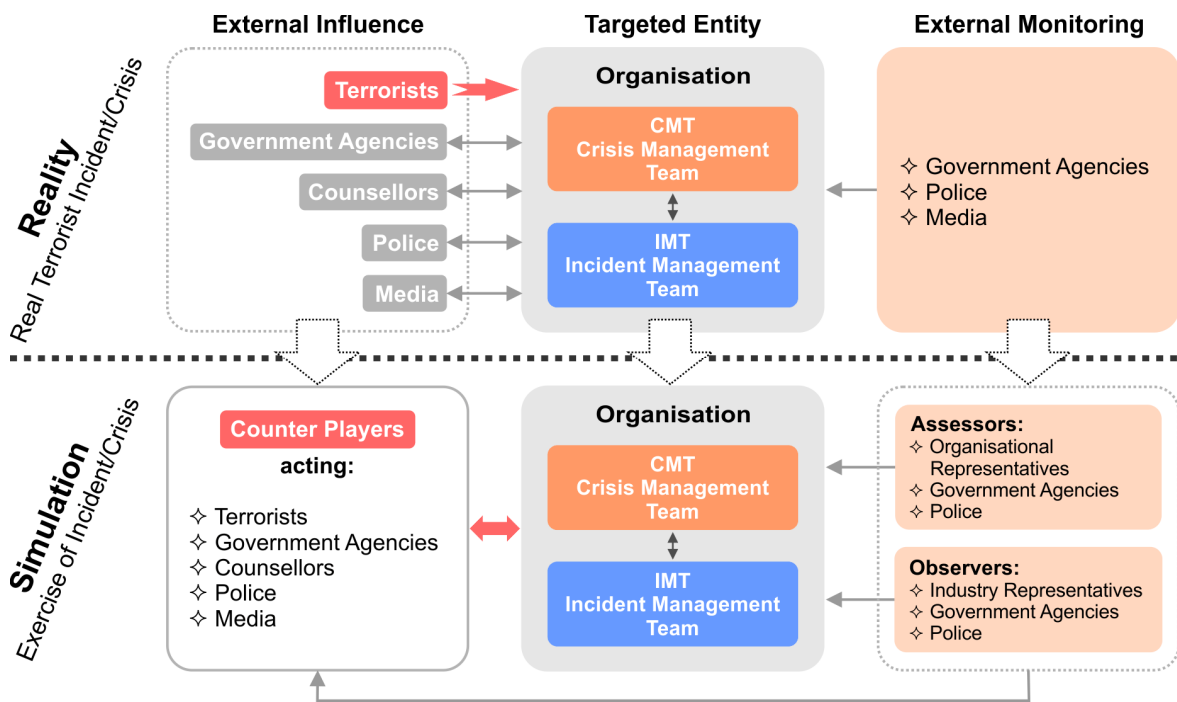 External Influence
Targeted Entity
External Monitoring
Reality
Real Terrorist Incident/Crisis
Terrorists
Government Agencies
Counsellors
Police
Media
Organisation
CMT
Crisis Management
Team
IMT
Incident Management
Team
✧ Government Agencies
✧ Police
✧ Media
Simulation
Exercise of Incident/Crisis
Counter Players
acting:
✧ Terrorists
✧ Government Agencies
✧ Counsellors
✧ Police
✧ Media
Organisation
CMT
Crisis Management
Team
IMT
Incident Management
Team
Assessors:
✧ Organisational
Representatives
✧ Government Agencies
✧ Police
Observers:
✧ Industry Representatives
✧ Government Agencies
✧ Police